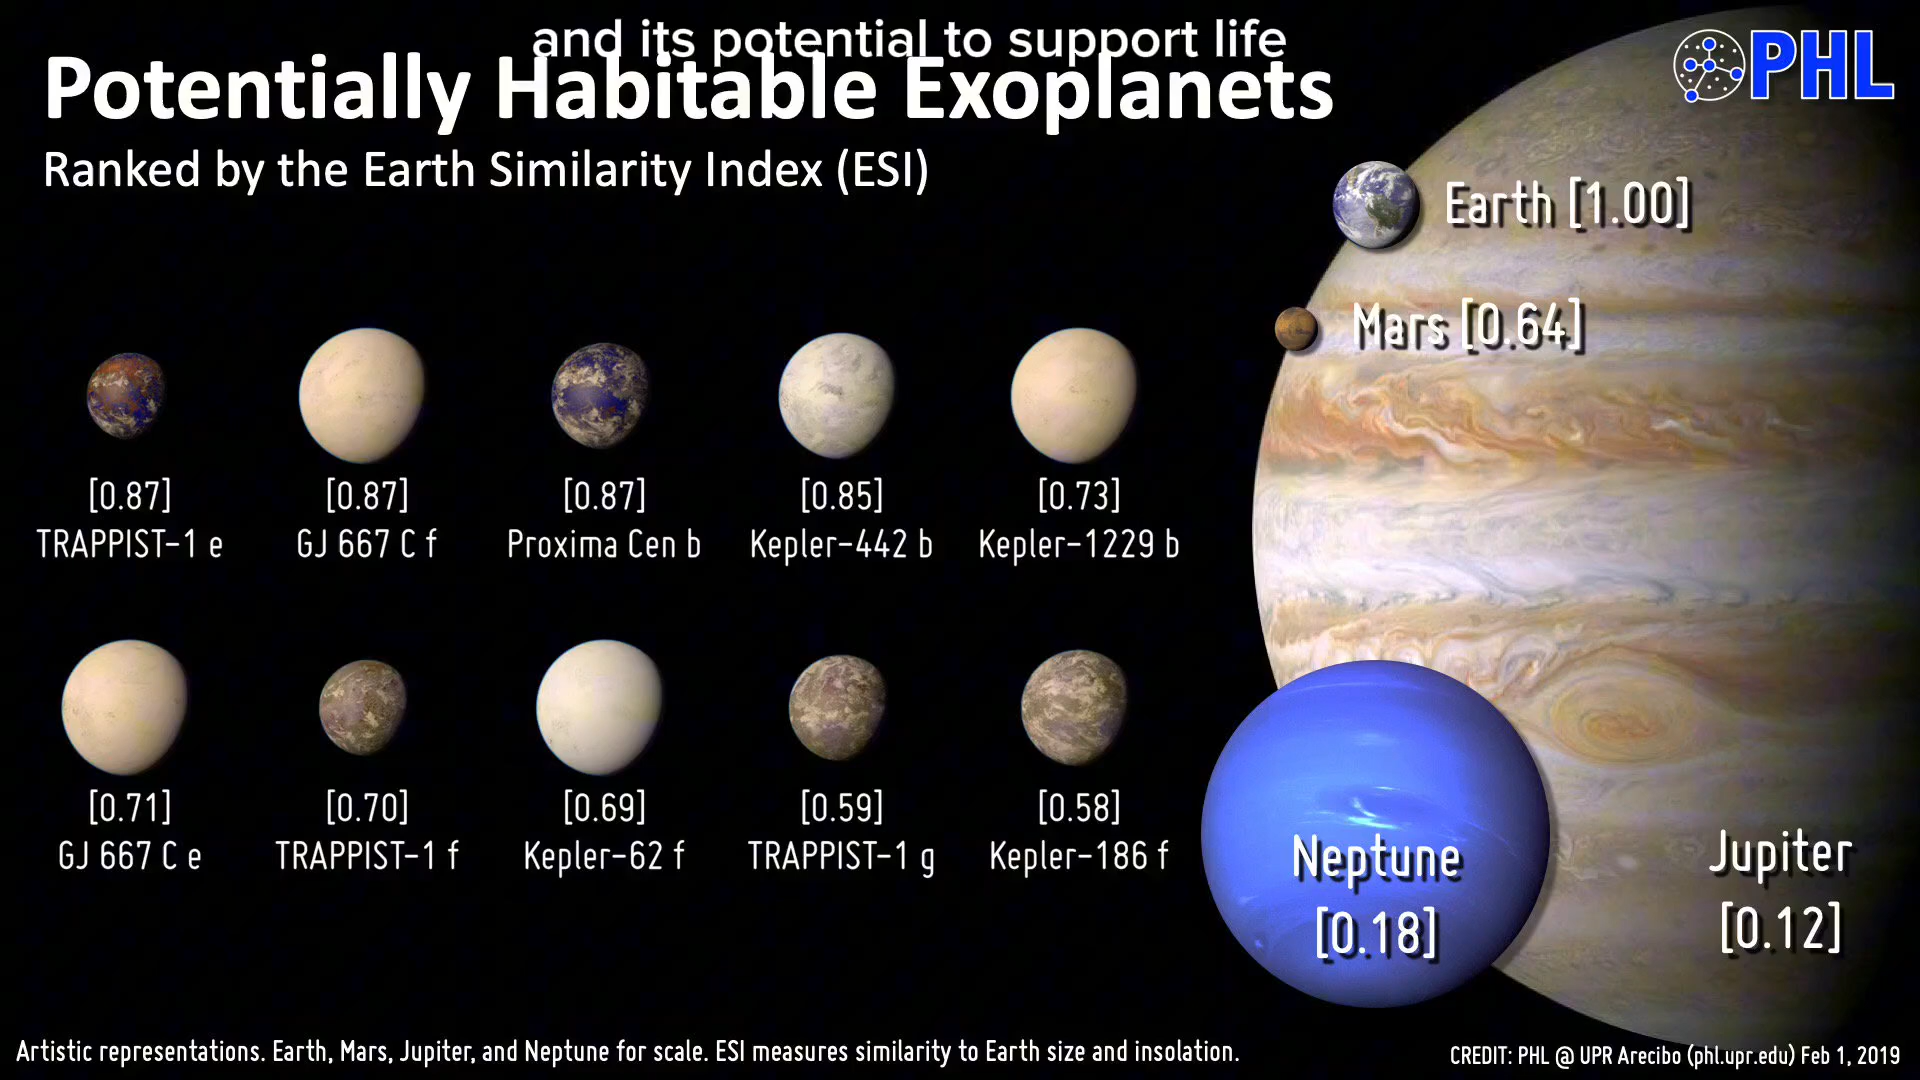 and its potential to support life
Potentially Habitable Exoplanets
Ranked by the Earth Similarity Index (ESI)
PHL
Earth [1.00]
Mars [0.64]
[0.87]
TRAPPIST-1 e
[0.87]
GJ 667 C f
[0.87]
Proxima Cen b
[0.85]
Kepler-442 b
[0.73]
Kepler-1229 b
[0.71]
GJ 667 C e
[0.70]
TRAPPIST-1 f
[0.69]
Kepler-62 f
[0.59]
TRAPPIST-1 g
[0.58]
Kepler-186 f
Neptune
[0.18]
Jupiter
[0.12]
Artistic representations. Earth, Mars, Jupiter, and Neptune for scale. ESI measures similarity to Earth size and insolation.
CREDIT: PHL @ UPR Arecibo (phl.upr.edu) Feb 1, 2019